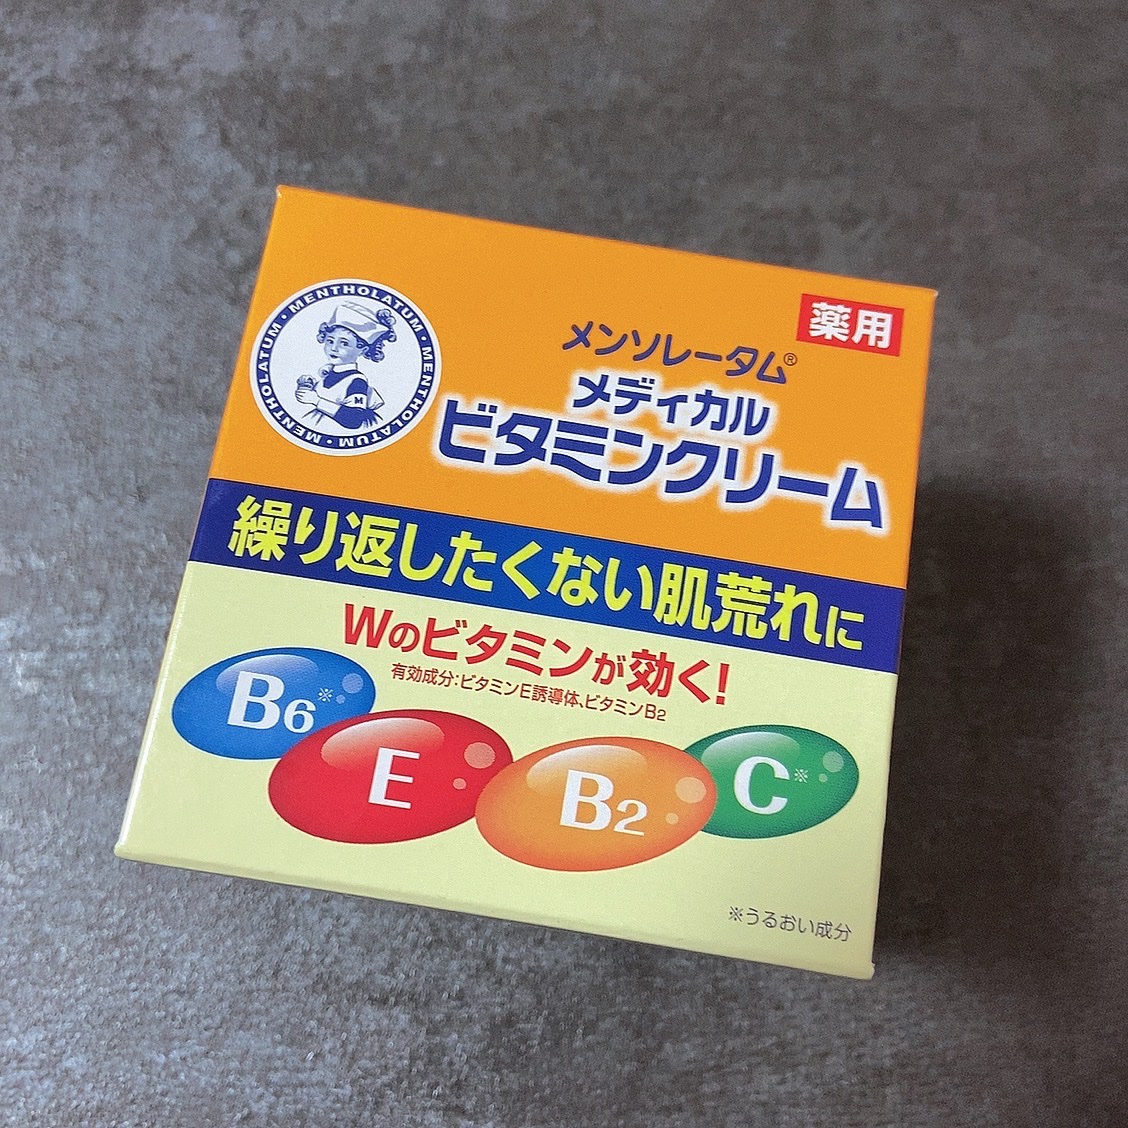 MENTHOLATUM · MENTHOLATUM · MENTHOLATUM · MENTHOLATUM ·
M
薬用
メンソレータム®
メディカル
ビタミンクリーム
繰り返したくない肌荒れに
Wのビタミンが効く!
有効成分:ビタミンE誘導体、ビタミンB2
B6※
E
B2
C※
※うるおい成分